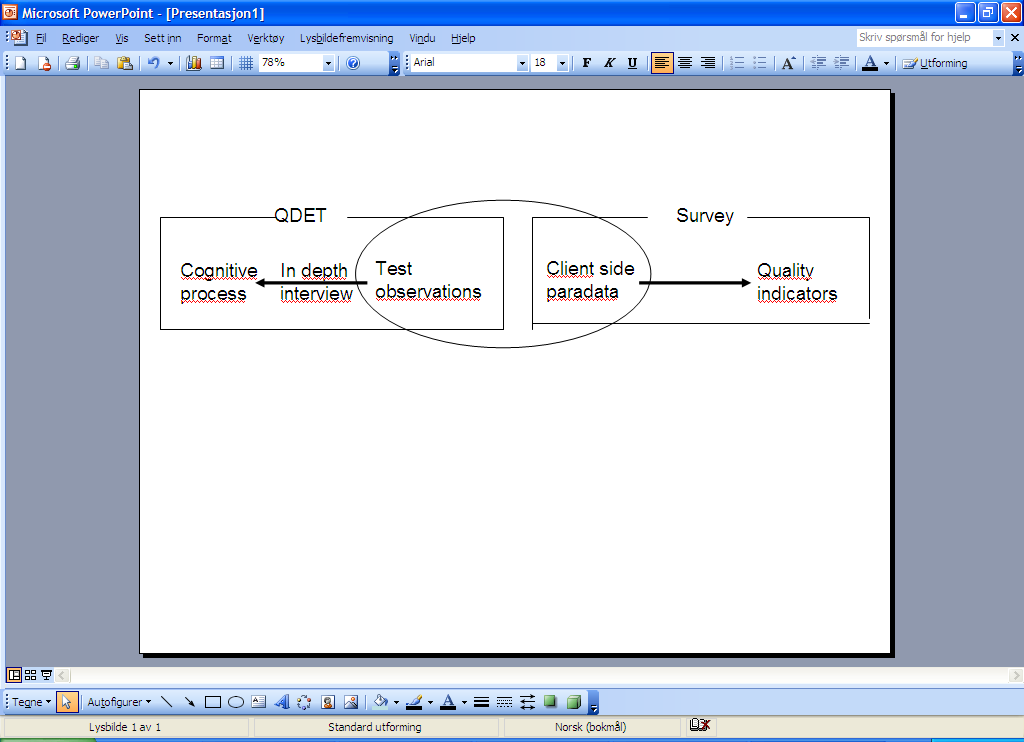 Microsoft PowerPoint - [Presentasjon1]
Fil Rediger Vis Sett inn Format Verktøy Lysbildefremvisning Vindu Hjelp Skriv spørsmål for hjelp
78% Arial 18 F K U A A Utforming
QDET Survey
Cognitive process
In depth interview
Test observations
Client side paradata
Quality indicators
Tegne Autofigurer A A
Lysbilde 1 av 1 Standard utforming Norsk (bokmål)